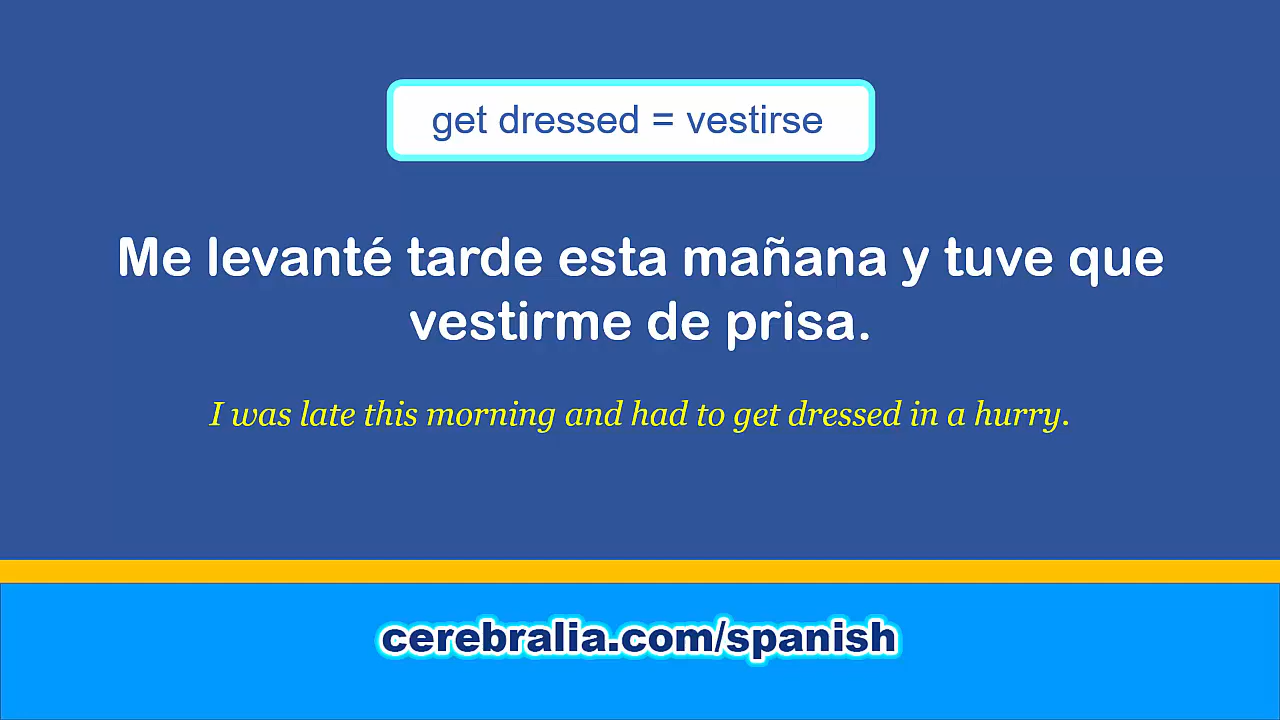 get dressed = vestirse
Me levanté tarde esta mañana y tuve que
vestirme de prisa.
I was late this morning and had to get dressed in a hurry.
cerebralia.com/spanish